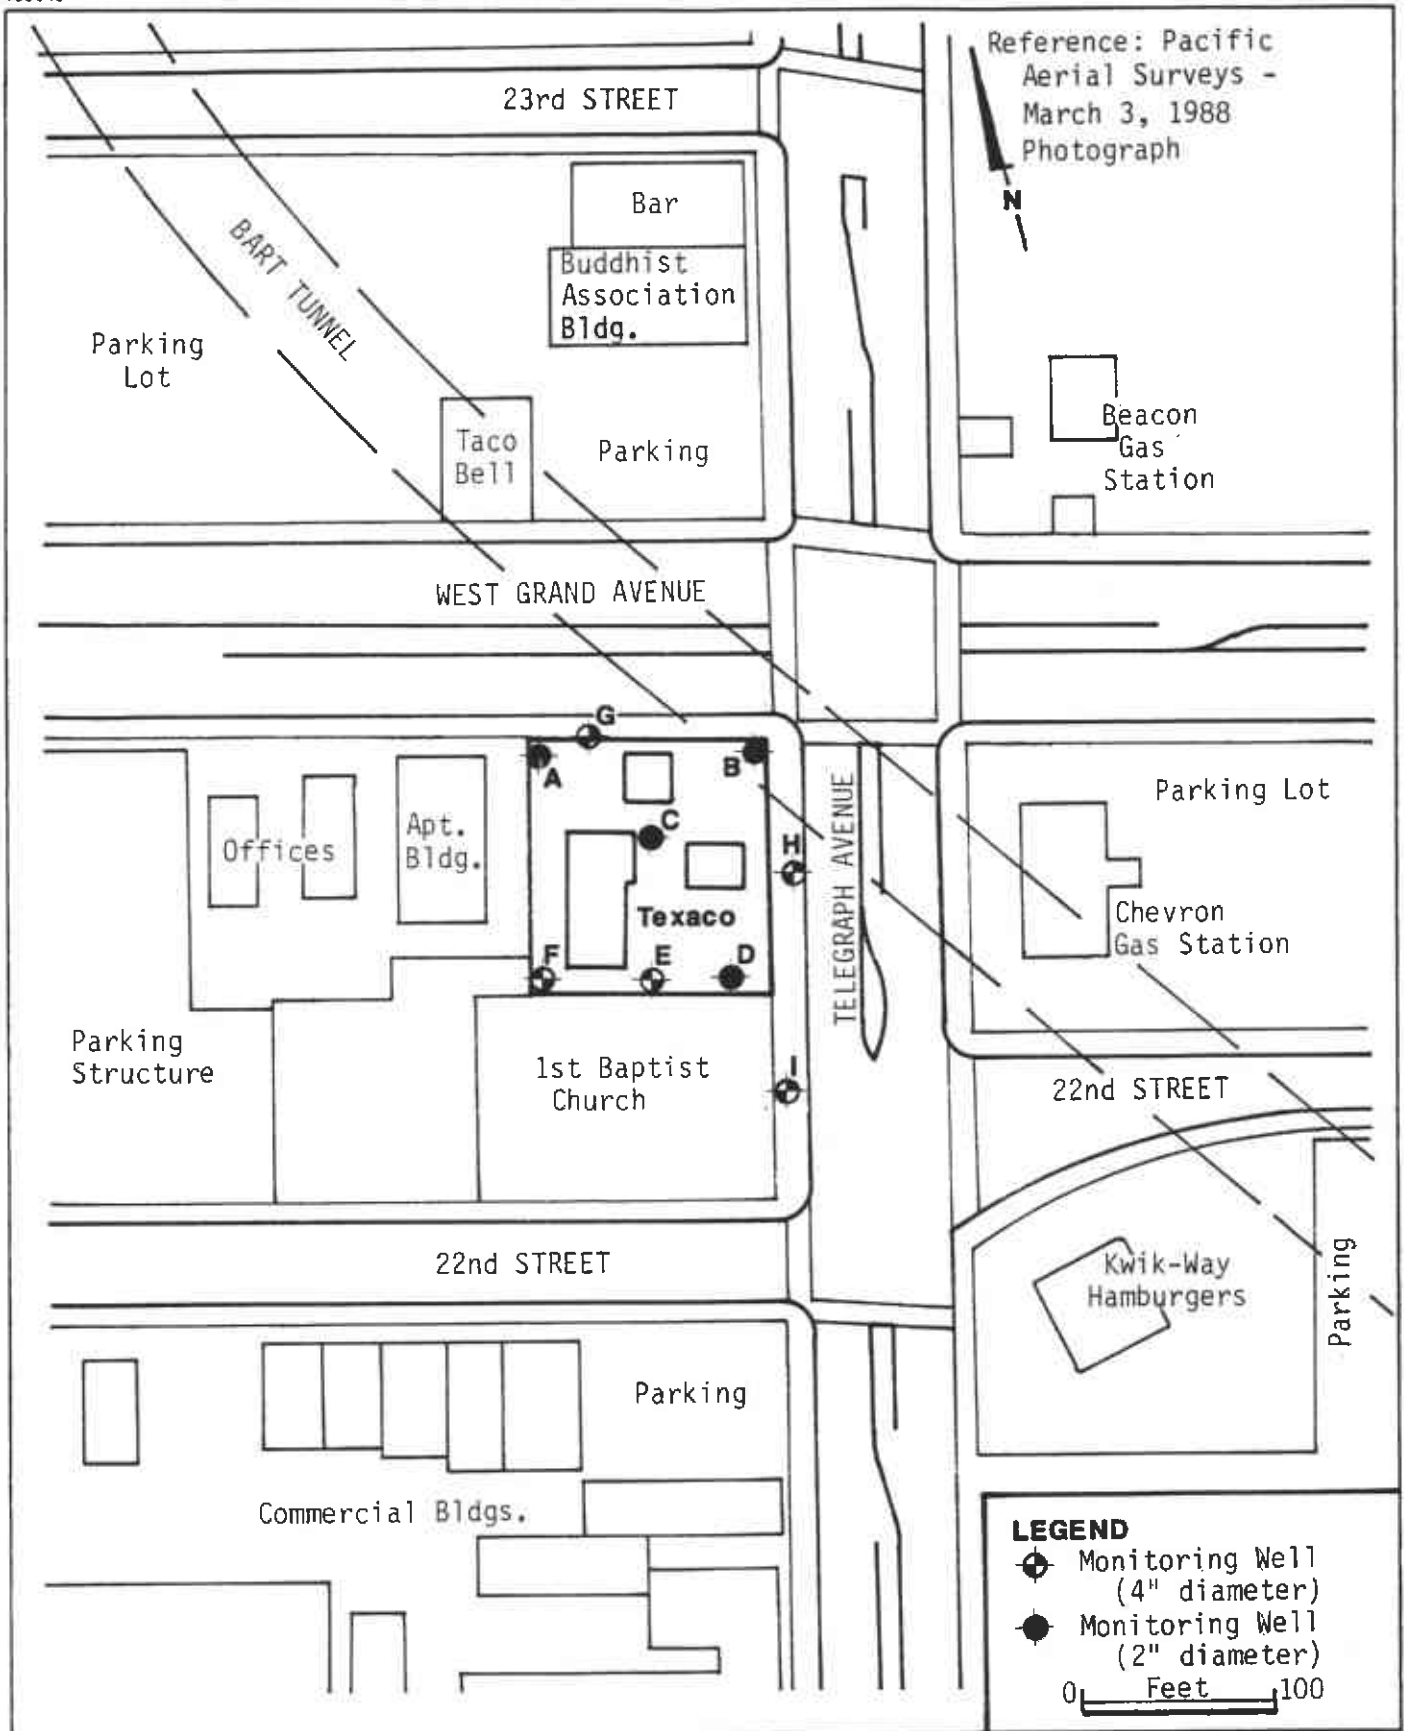 Reference: Pacific
Aerial Surveys -
March 3, 1988
Photograph
N
23rd STREET
Bar
Buddhist
Association
Bldg.
BART TUNNEL
Parking
Lot
Taco
Bell
Parking
Beacon
Gas
Station
WEST GRAND AVENUE
G
A
B
C
H
Offices
Apt.
Bldg.
Texaco
F
E
D
TELEGRAPH AVENUE
Parking Lot
Chevron
Gas Station
Parking
Structure
1st Baptist
Church
I
22nd STREET
22nd STREET
Kwik-Way
Hamburgers
Parking
Parking
Commercial Bldgs.
LEGEND
Monitoring Well
(4" diameter)
Monitoring Well
(2" diameter)
0 Feet 100